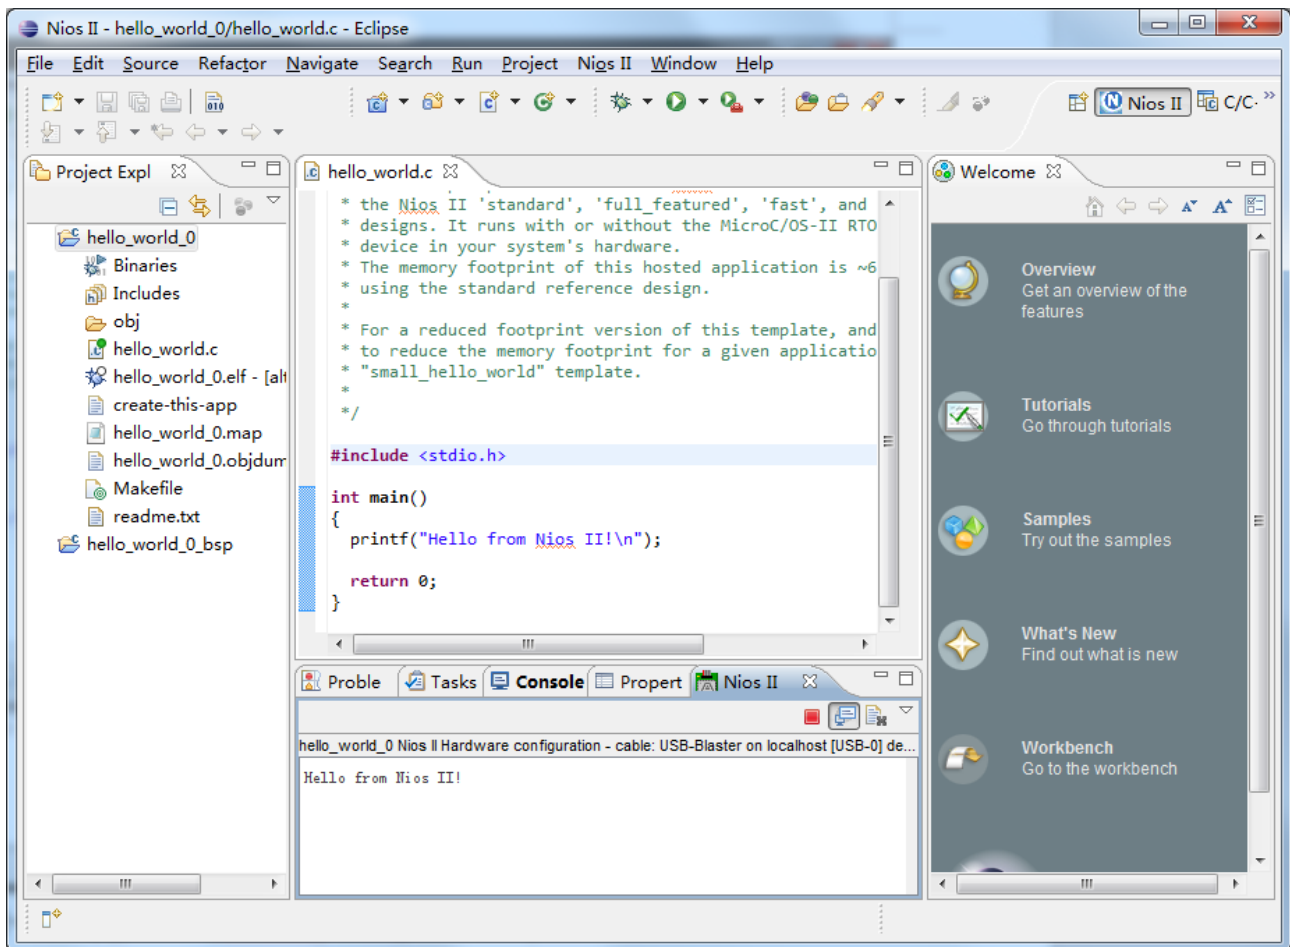 Nios II - hello_world_0/hello_world.c - Eclipse
File Edit Source Refactor Navigate Search Run Project Nios II Window Help
Nios II C/C·
Project Expl
hello_world_0
Binaries
Includes
obj
hello_world.c
hello_world_0.elf - [alt
create-this-app
hello_world_0.map
hello_world_0.objdum
Makefile
readme.txt
hello_world_0_bsp
hello_world.c
* the Nios II 'standard', 'full_featured', 'fast', and
* designs. It runs with or without the MicroC/OS-II RTO
* device in your system's hardware.
* The memory footprint of this hosted application is ~6
* using the standard reference design.
*
* For a reduced footprint version of this template, and
* to reduce the memory footprint for a given applicatio
* "small_hello_world" template.
*
*/
#include <stdio.h>
int main()
{
printf("Hello from Nios II!\n");
return 0;
}
Proble Tasks Console Propert Nios II
hello_world_0 Nios II Hardware configuration - cable: USB-Blaster on localhost [USB-0] de...
Hello from Nios II!
Welcome
Overview
Get an overview of the
features
Tutorials
Go through tutorials
Samples
Try out the samples
What's New
Find out what is new
Workbench
Go to the workbench